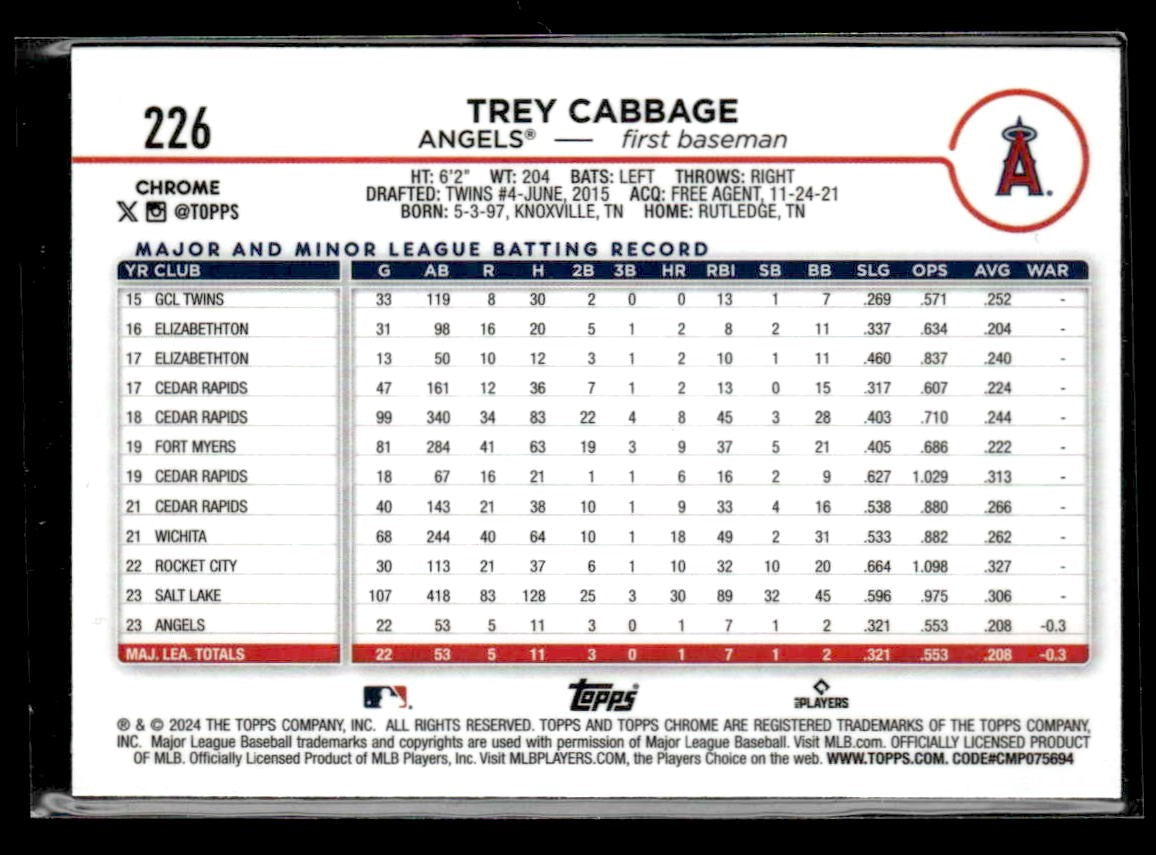 226
TREY CABBAGE
ANGELS® — first baseman
A
CHROME
X @TOPPS
HT: 6'2" WT: 204 BATS: LEFT THROWS: RIGHT
DRAFTED: TWINS #4-JUNE, 2015 ACQ: FREE AGENT, 11-24-21
BORN: 5-3-97, KNOXVILLE, TN HOME: RUTLEDGE, TN
MAJOR AND MINOR LEAGUE BATTING RECORD
YR CLUB G AB R H 2B 3B HR RBI SB BB SLG OPS AVG WAR
15 GCL TWINS 33 119 8 30 2 0 0 13 1 7 .269 .571 .252 -
16 ELIZABETHTON 31 98 16 20 5 1 2 8 2 11 .337 .634 .204 -
17 ELIZABETHTON 13 50 10 12 3 1 2 10 1 11 .460 .837 .240 -
17 CEDAR RAPIDS 47 161 12 36 7 1 2 13 0 15 .317 .607 .224 -
18 CEDAR RAPIDS 99 340 34 83 22 4 8 45 3 28 .403 .710 .244 -
19 FORT MYERS 81 284 41 63 19 3 9 37 5 21 .405 .686 .222 -
19 CEDAR RAPIDS 18 67 16 21 1 1 6 16 2 9 .627 1.029 .313 -
21 CEDAR RAPIDS 40 143 21 38 10 1 9 33 4 16 .538 .880 .266 -
21 WICHITA 68 244 40 64 10 1 18 49 2 31 .533 .882 .262 -
22 ROCKET CITY 30 113 21 37 6 1 10 32 10 20 .664 1.098 .327 -
23 SALT LAKE 107 418 83 128 25 3 30 89 32 45 .596 .975 .306 -
23 ANGELS 22 53 5 11 3 0 1 7 1 2 .321 .553 .208 -0.3
MAJ. LEA. TOTALS 22 53 5 11 3 0 1 7 1 2 .321 .553 .208 -0.3
Topps® PLAYERS
® & © 2024 THE TOPPS COMPANY, INC. ALL RIGHTS RESERVED. TOPPS AND TOPPS CHROME ARE REGISTERED TRADEMARKS OF THE TOPPS COMPANY,
INC. Major League Baseball trademarks and copyrights are used with permission of Major League Baseball. Visit MLB.com. OFFICIALLY LICENSED PRODUCT
OF MLB. Officially Licensed Product of MLB Players, Inc. Visit MLBPLAYERS.COM, the Players Choice on the web. WWW.TOPPS.COM. CODE#CMP075694